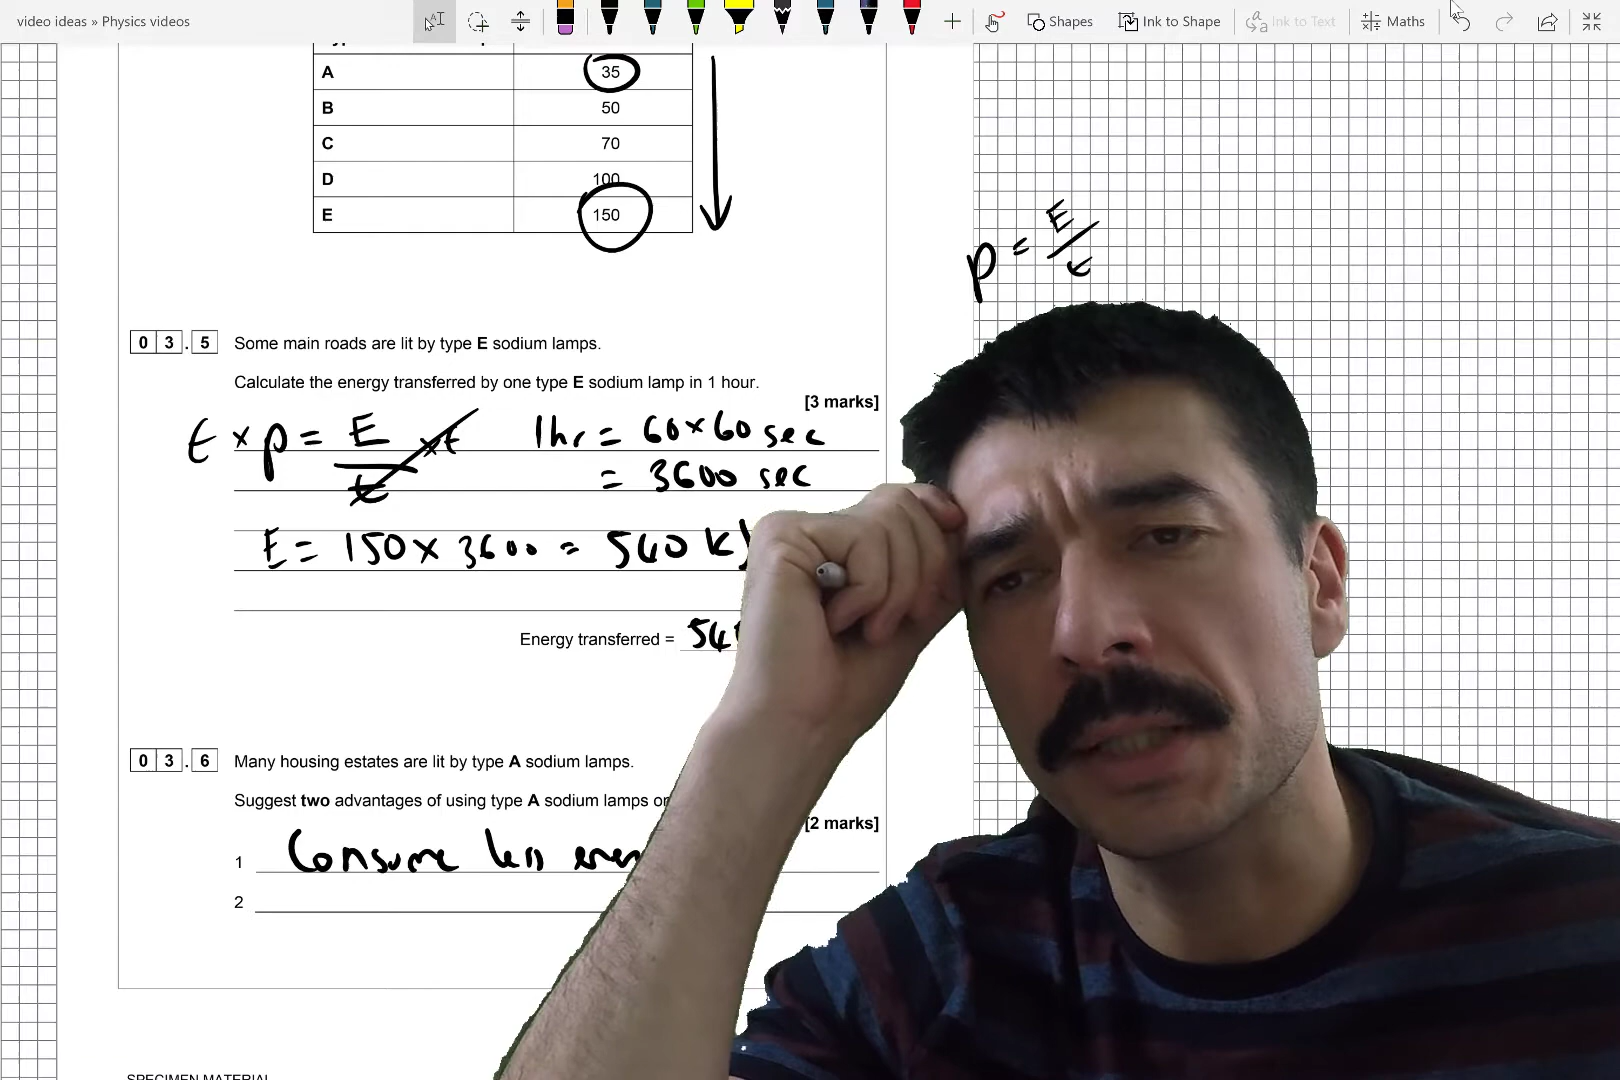 video ideas » Physics videos
Shapes
Ink to Shape
Ink to Text
Maths
A 35
B 50
C 70
D 100
E 150
P = E
t
0 3 . 5 Some main roads are lit by type E sodium lamps.
Calculate the energy transferred by one type E sodium lamp in 1 hour.
[3 marks]
t × P = E × t
t
1hr = 60×60 sec
= 3600 sec
E = 150 × 3600 = 540 kJ
Energy transferred = 540
0 3 . 6 Many housing estates are lit by type A sodium lamps.
Suggest two advantages of using type A sodium lamps
[2 marks]
1 Consume less
2
SPECIMEN MATERIAL